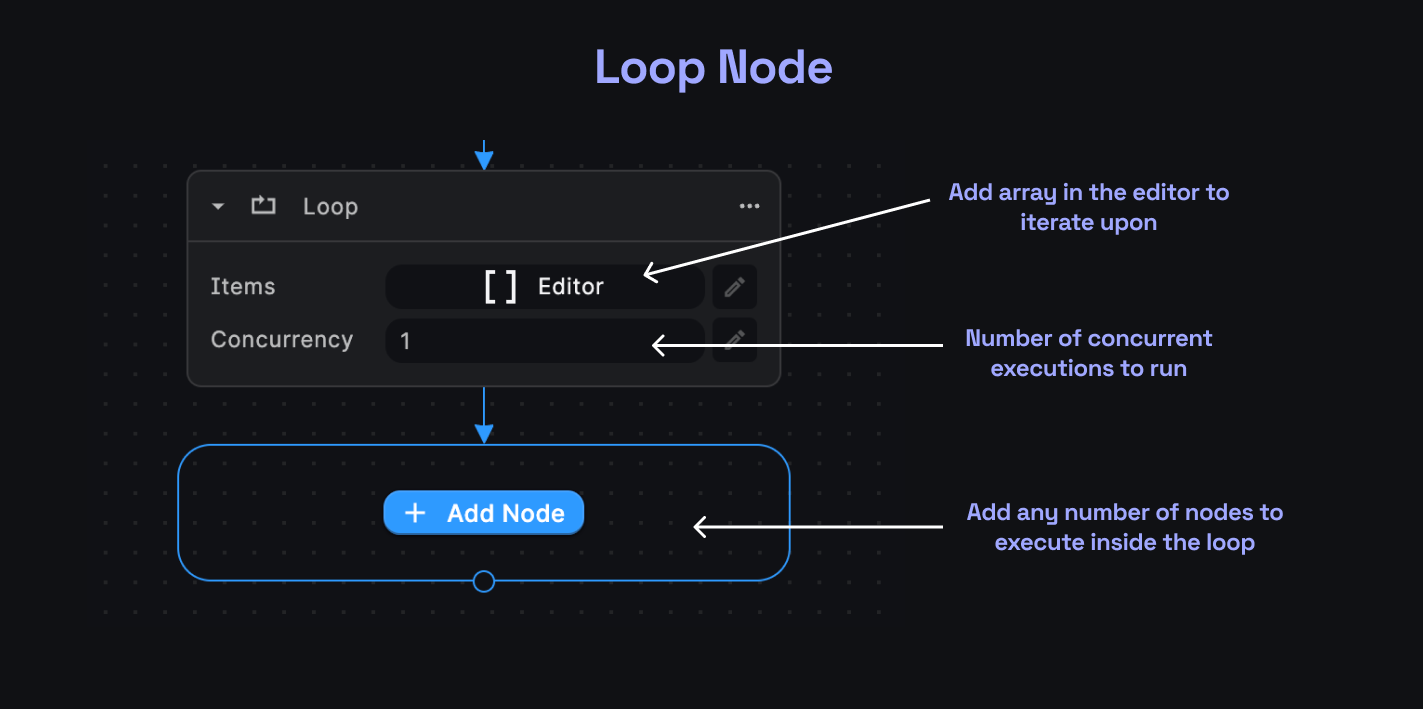 Loop Node
Loop
Add array in the editor to
iterate upon
Items
[ ] Editor
Concurrency
1
Number of concurrent
executions to run
+ Add Node
Add any number of nodes to
execute inside the loop